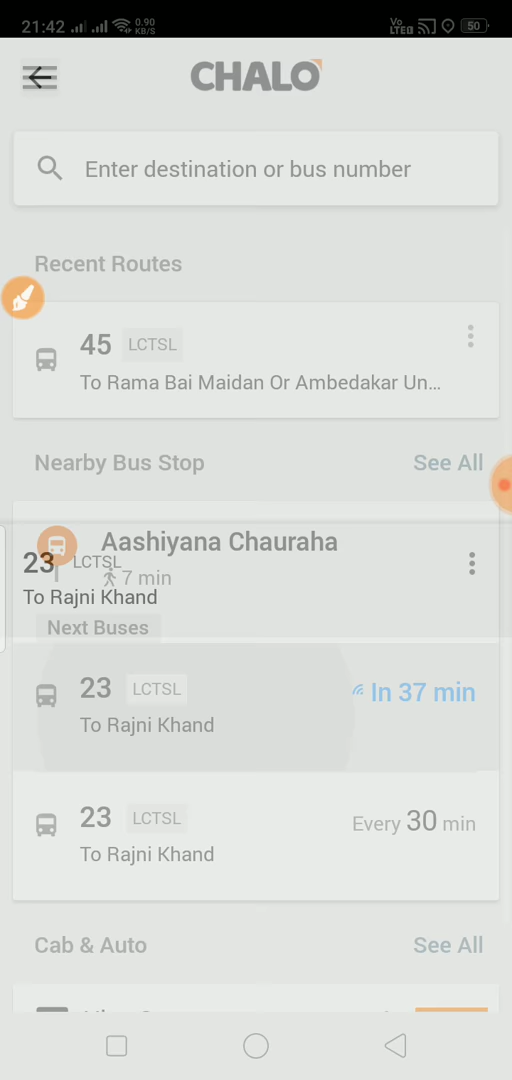 21:42
0.90
KB/S
Vo
LTE
50
CHALO
Enter destination or bus number
Recent Routes
45 LCTSL
To Rama Bai Maidan Or Ambedakar Un...
Nearby Bus Stop See All
Aashiyana Chauraha
23 LCTSL
7 min
To Rajni Khand
Next Buses
23 LCTSL In 37 min
To Rajni Khand
23 LCTSL Every 30 min
To Rajni Khand
Cab & Auto See All